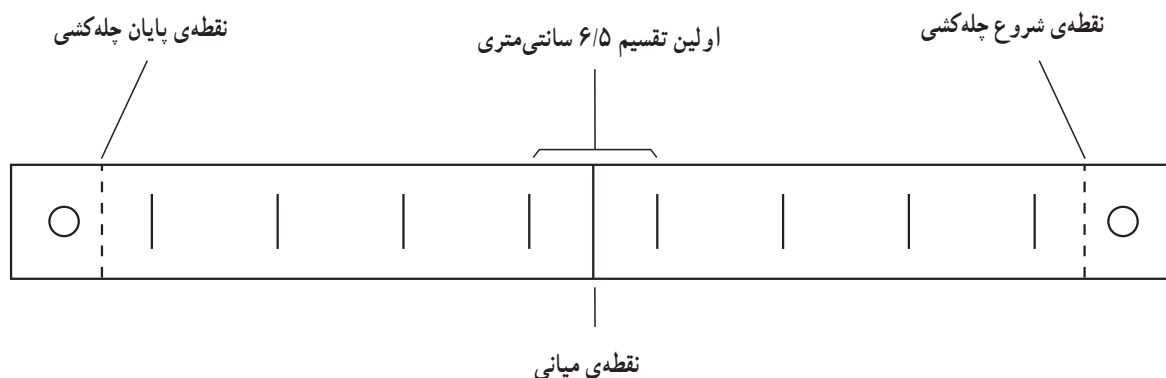 نقطه‌ی شروع چله‌کشی
اولین تقسیم ۶/۵ سانتی‌متری
نقطه‌ی پایان چله‌کشی
نقطه‌ی میانی